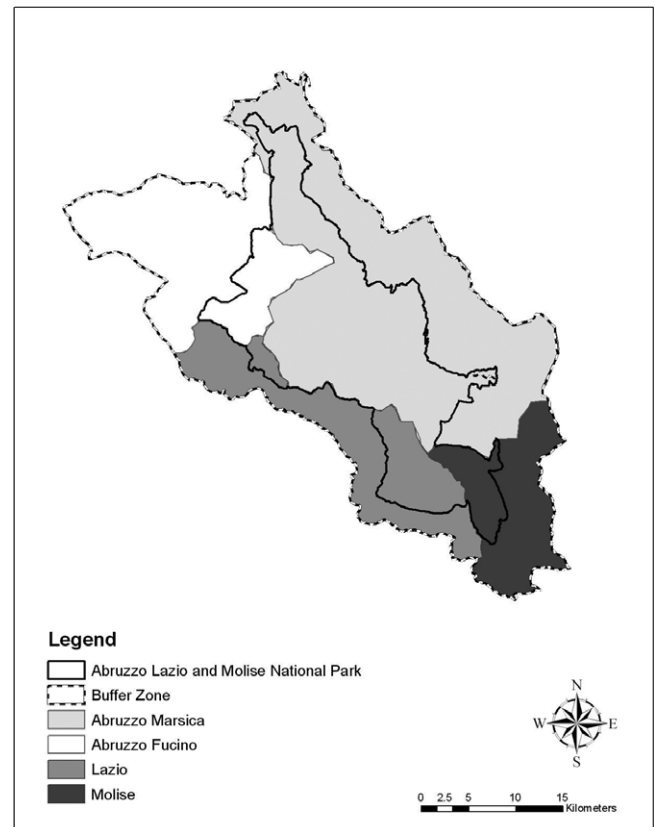 Legend
Abruzzo Lazio and Molise National Park
Buffer Zone
Abruzzo Marsica
Abruzzo Fucino
Lazio
Molise
N
W E
S
0 2.5 5 10 15
Kilometers